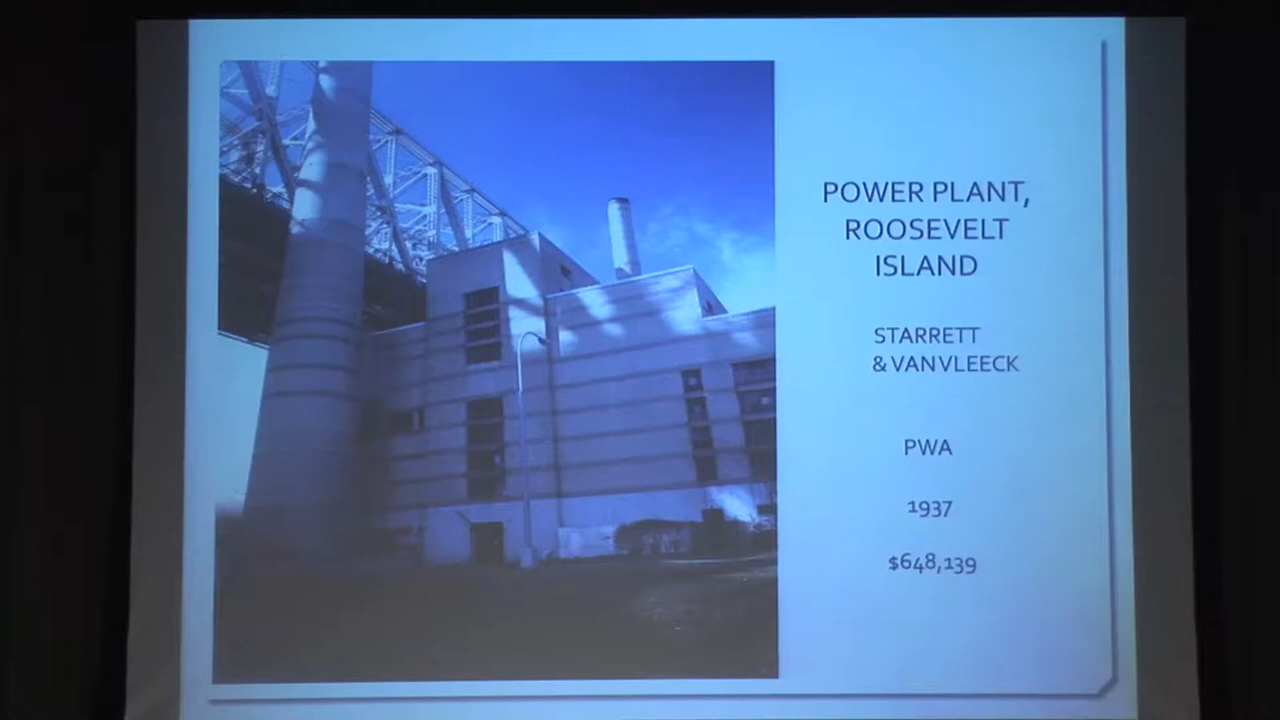 POWER PLANT,
ROOSEVELT
ISLAND
STARRETT
& VAN VLEECK
PWA
1937
$648,139